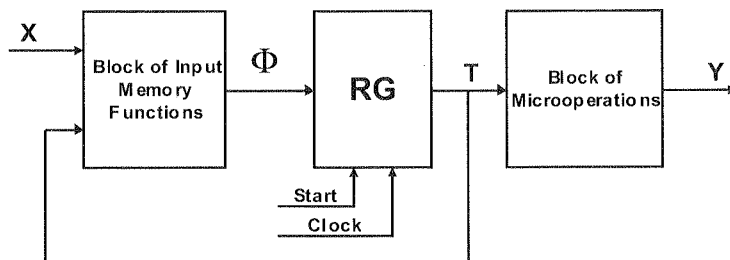 X
Block of Input
Memory
Functions
Φ
RG
T
Block of
Microoperations
Y
Start
Clock